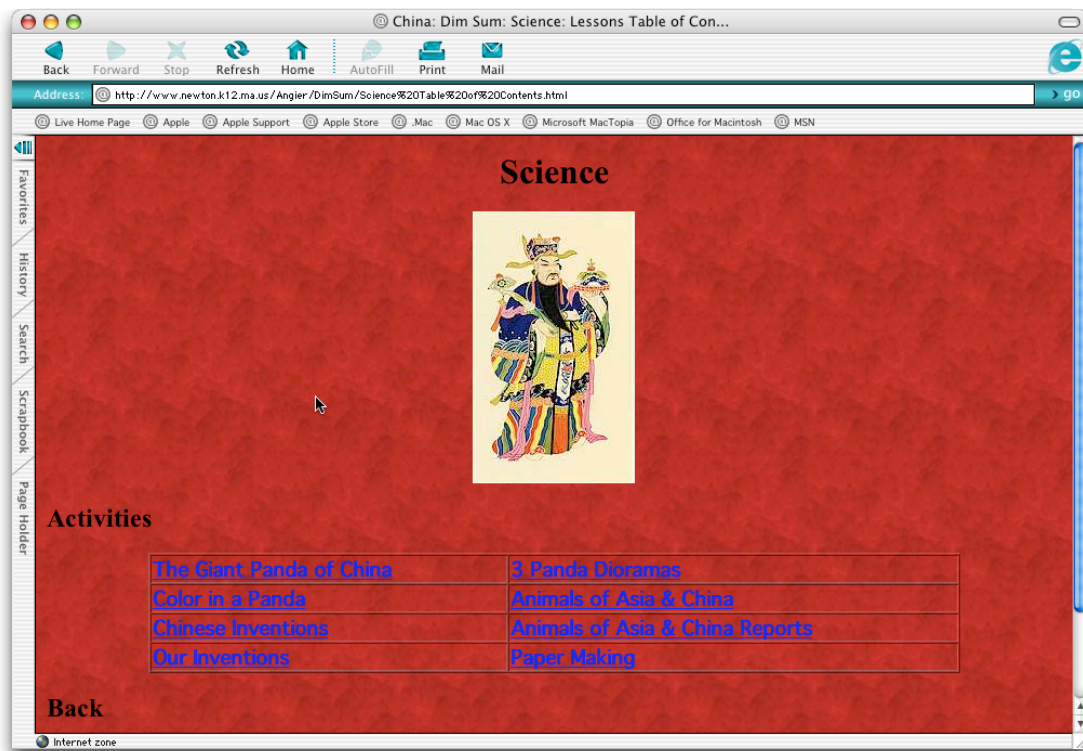 China: Dim Sum: Science: Lessons Table of Con...
Back Forward Stop Refresh Home AutoFill Print Mail
Address: http://www.newton.k12.ma.us/Angier/DimSum/Science%20Table%20of%20Contents.html go
Live Home Page Apple Apple Support Apple Store .Mac Mac OS X Microsoft MacTopia Office for Macintosh MSN
Favorites
History
Search
Scrapbook
Page Holder
Science
Activities
The Giant Panda of China 3 Panda Dioramas
Color in a Panda Animals of Asia & China
Chinese Inventions Animals of Asia & China Reports
Our Inventions Paper Making
Back
Internet zone